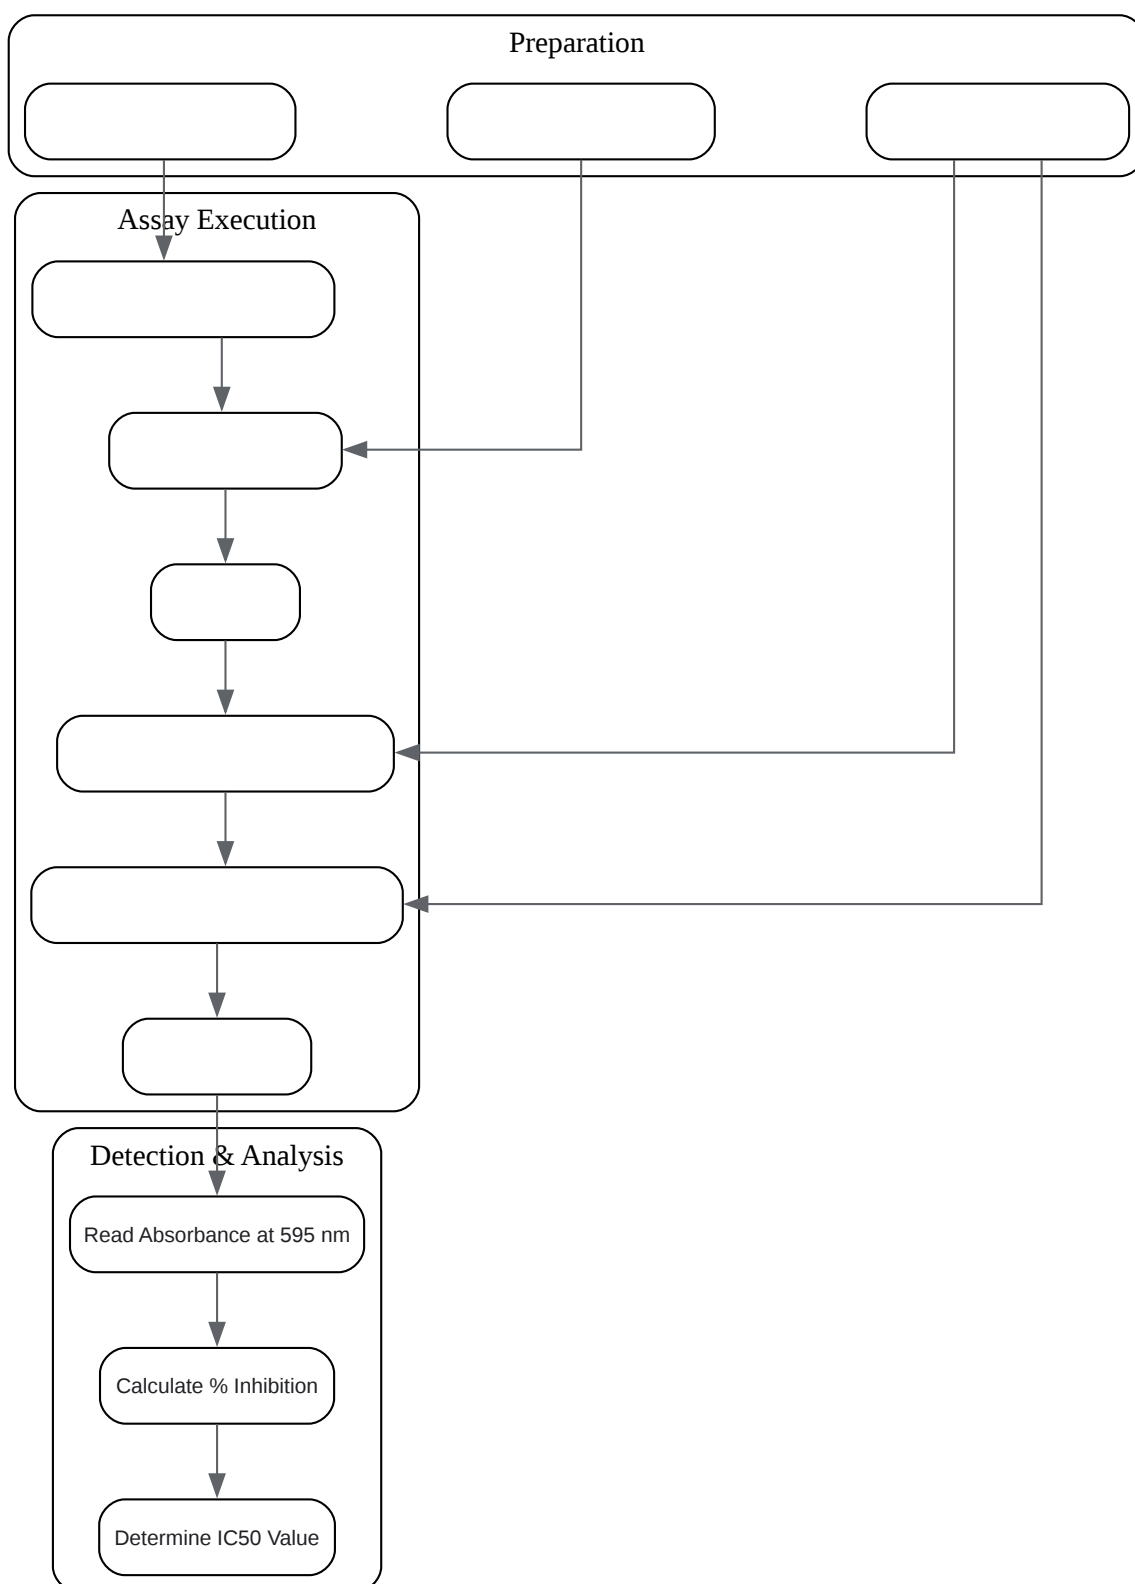 Preparation
Assay Execution
Detection & Analysis
Read Absorbance at 595 nm
Calculate % Inhibition
Determine IC50 Value